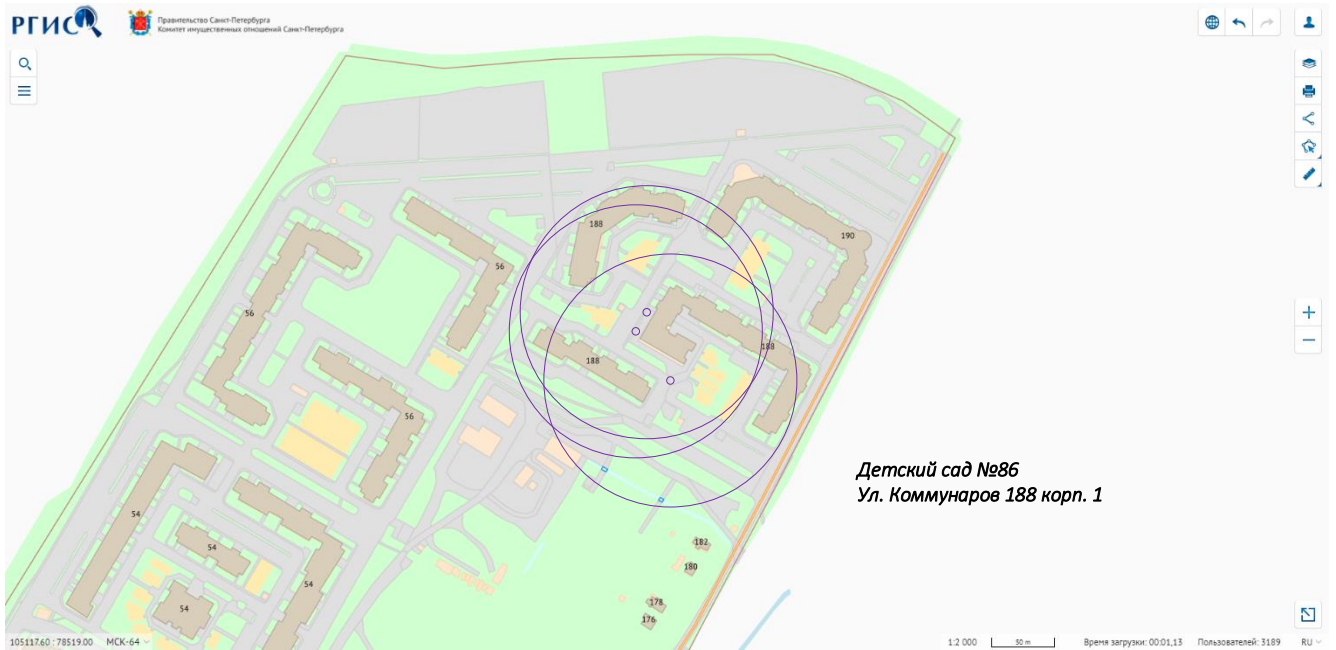 РГИС
Правительство Санкт-Петербурга
Комитет имущественных отношений Санкт-Петербурга
188
190
56
56
188
188
56
54
54
54
54
182
180
178
176
Детский сад №86
Ул. Коммунаров 188 корп. 1
105117.60 : 78519.00 МСК-64
1:2 000
50 m
Время загрузки: 00:01,13
Пользователей: 3189
RU